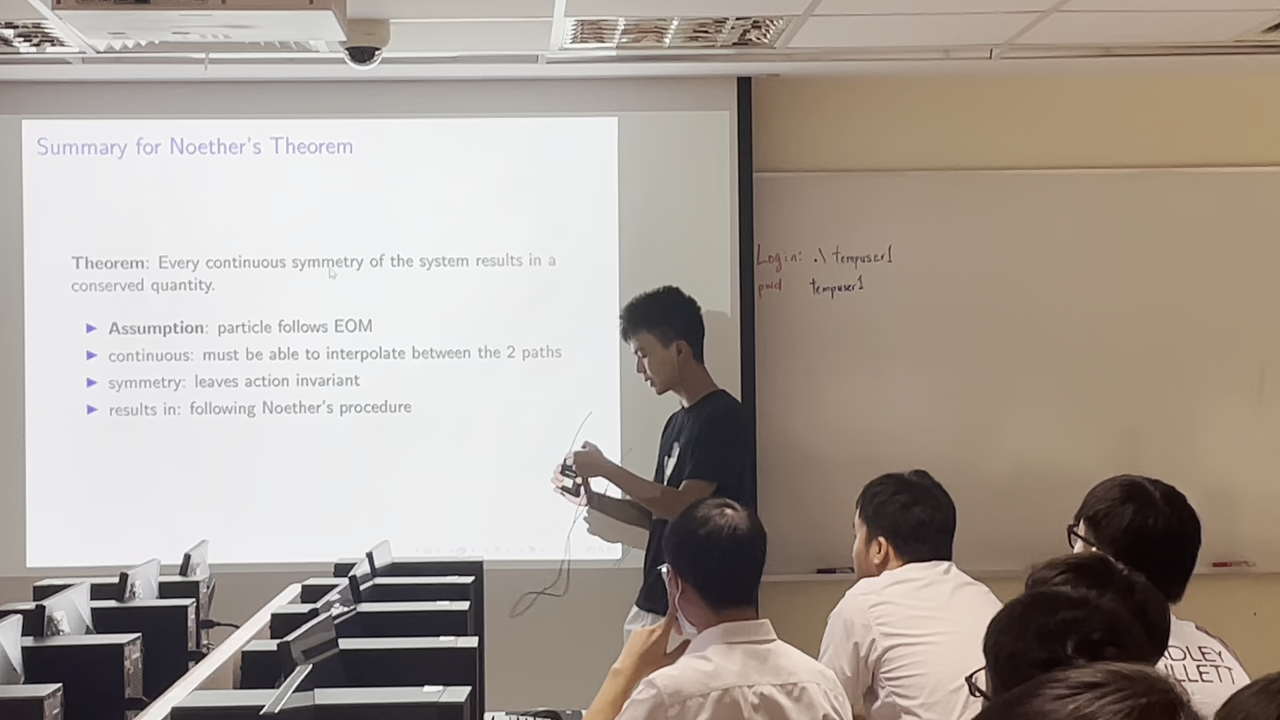 Summary for Noether's Theorem
Theorem: Every continuous symmetry of the system results in a
conserved quantity.
Assumption: particle follows EOM
continuous: must be able to interpolate between the 2 paths
symmetry: leaves action invariant
results in: following Noether's procedure
Login: .\ tempuser1
pwd tempuser1